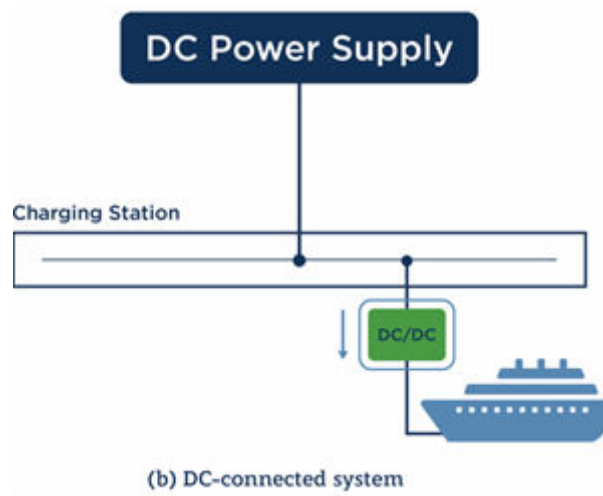 DC Power Supply
Charging Station
DC/DC
(b) DC-connected system